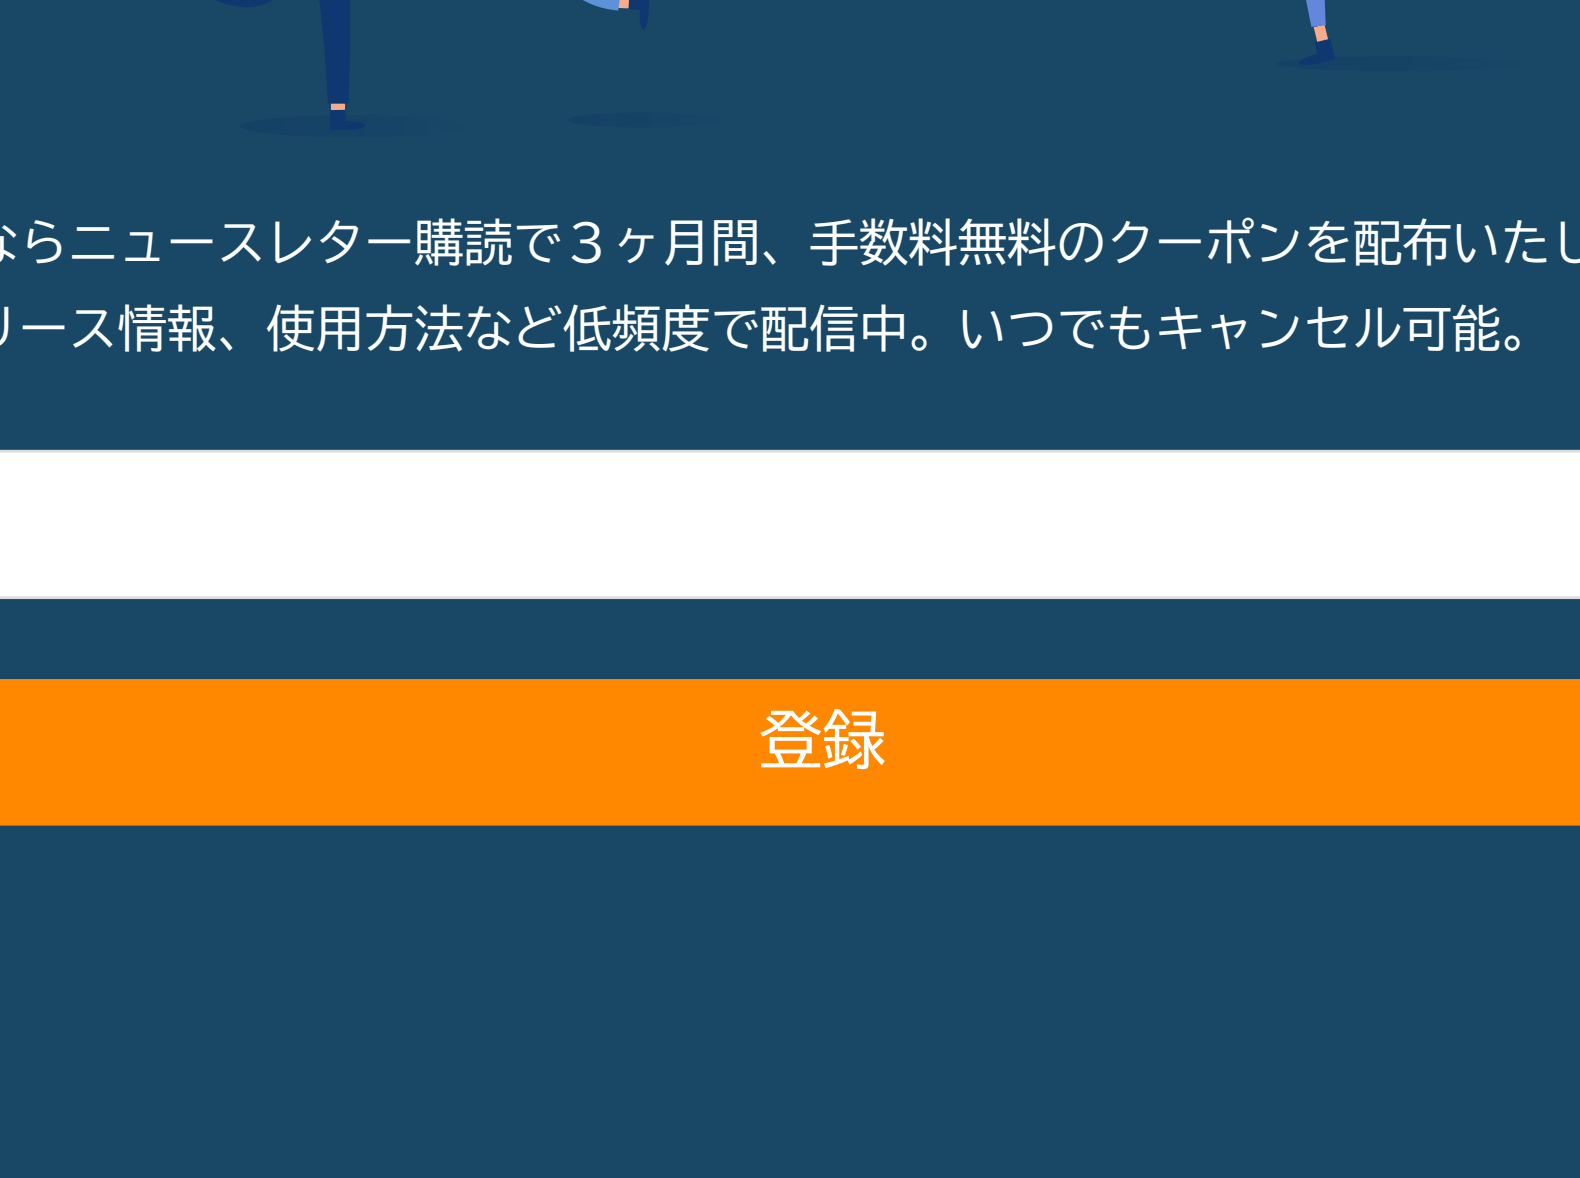 ならニュースレター購読で３ヶ月間、手数料無料のクーポンを配布いたし
リース情報、使用方法など低頻度で配信中。いつでもキャンセル可能。
登録